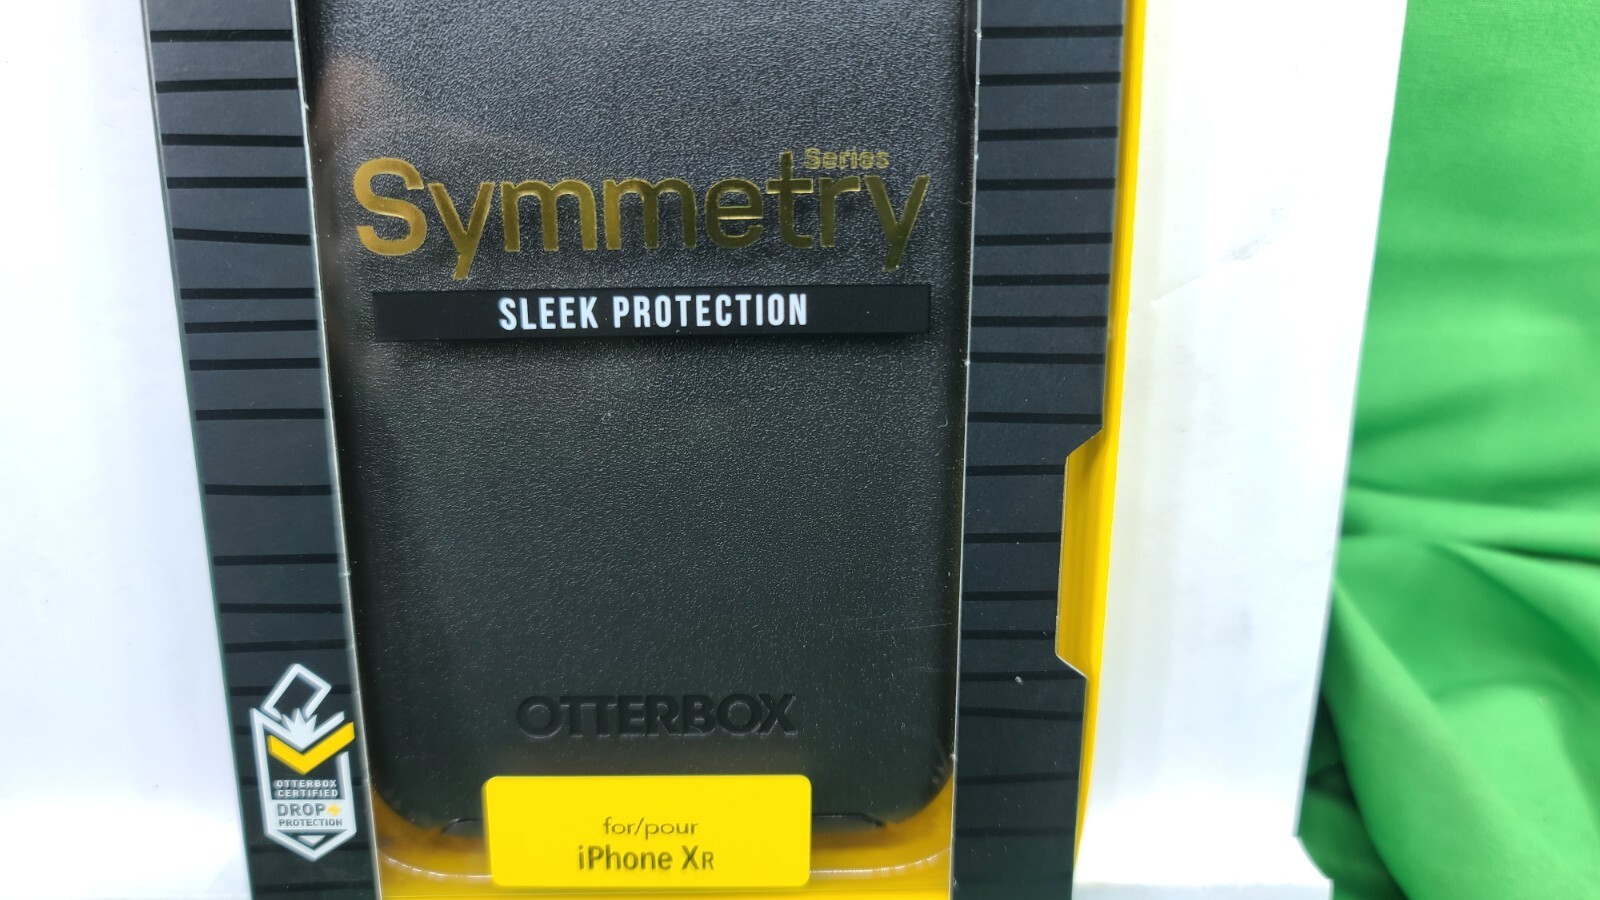 Series
Symmetry
SLEEK PROTECTION
OTTERBOX
for/pour
iPhone XR
OTTERBOX
CERTIFIED
DROP+
PROTECTION